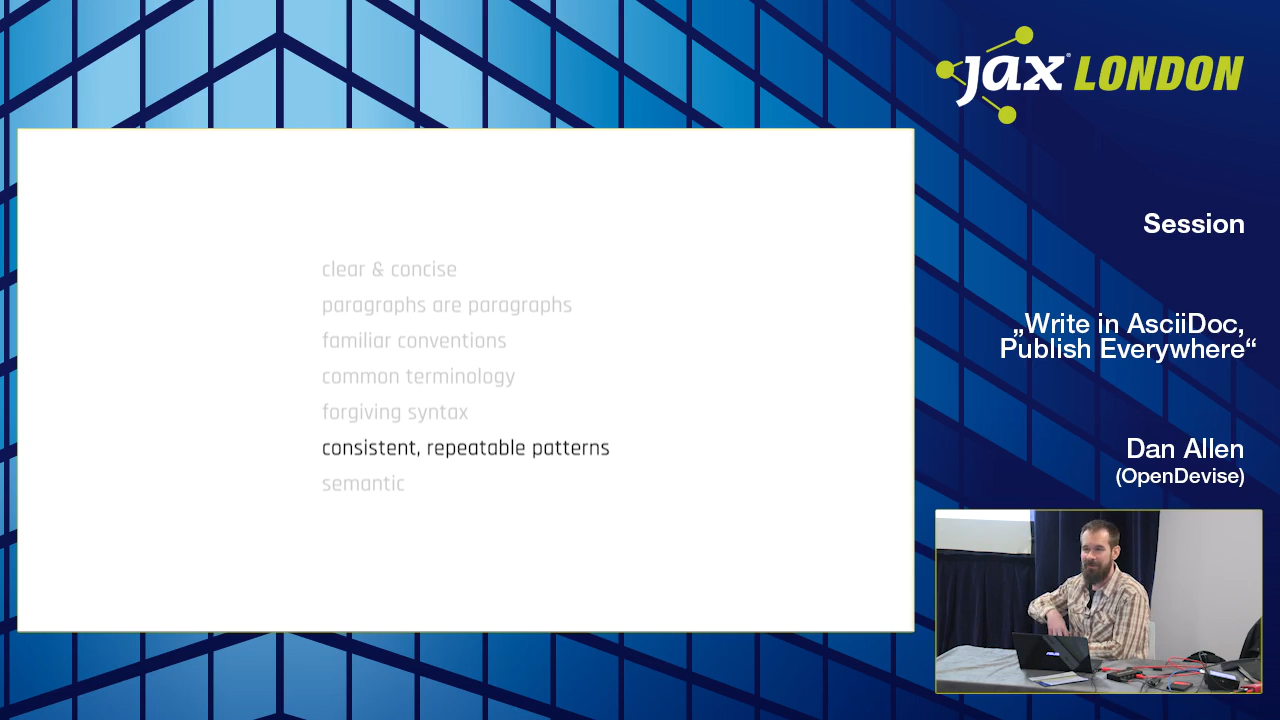 jax® LONDON
clear & concise
paragraphs are paragraphs
familiar conventions
common terminology
forgiving syntax
consistent, repeatable patterns
semantic
Session
„Write in AsciiDoc,
Publish Everywhere“
Dan Allen
(OpenDevise)
ASUS